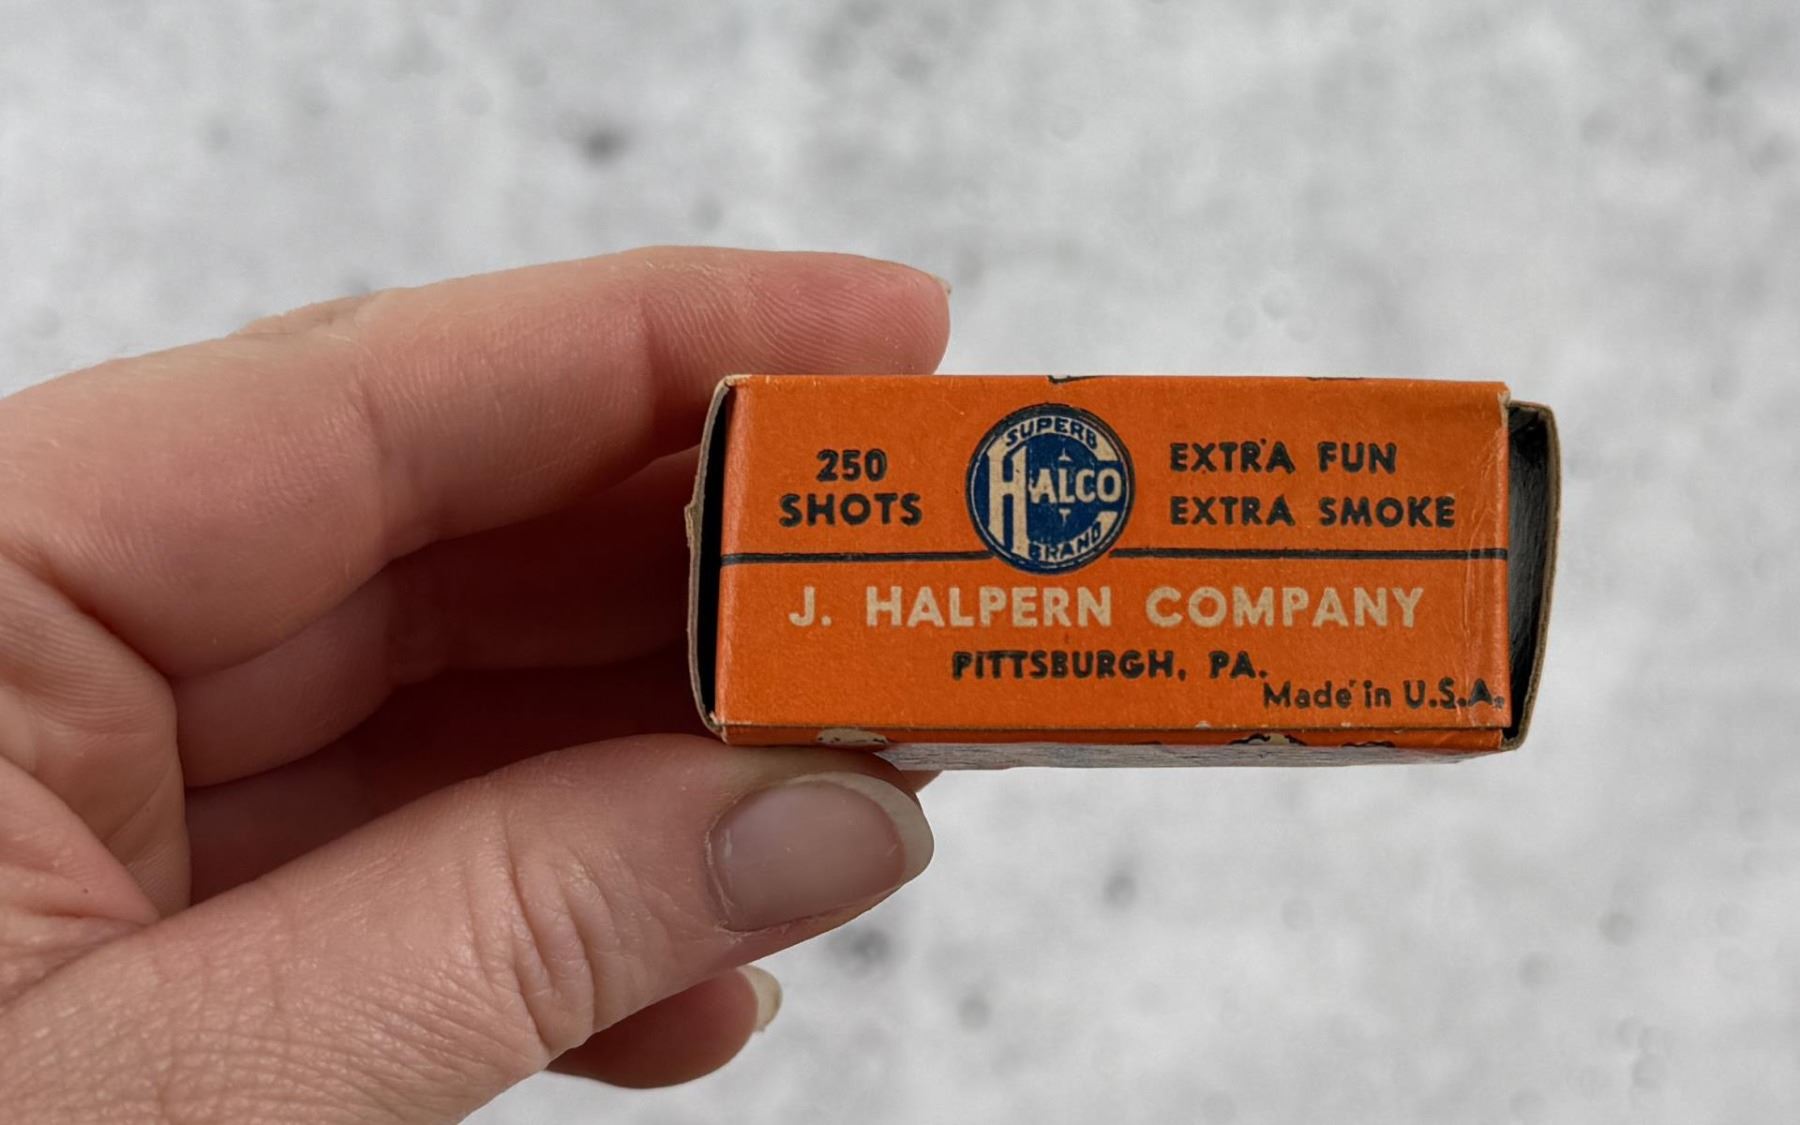 250
SHOTS
SUPERB
HALCO
BRAND
EXTRA FUN
EXTRA SMOKE
J. HALPERN COMPANY
PITTSBURGH, PA.
Made in U.S.A.